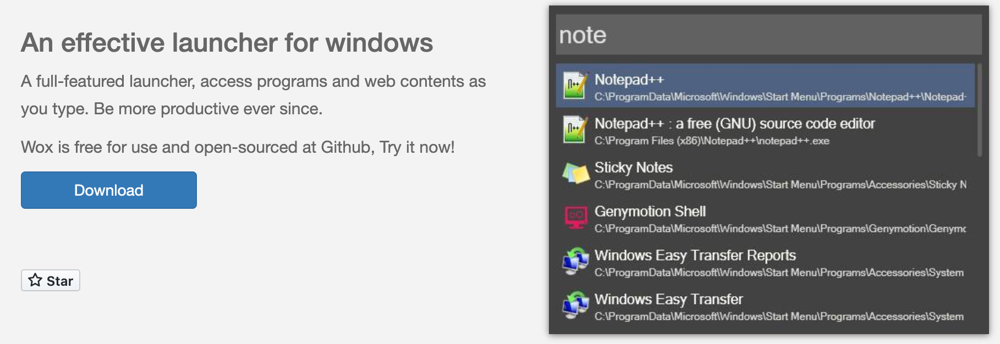 An effective launcher for windows
A full-featured launcher, access programs and web contents as
you type. Be more productive ever since.
Wox is free for use and open-sourced at Github, Try it now!
Download
Star
note
Notepad++
C:\ProgramData\Microsoft\Windows\Start Menu\Programs\Notepad++\Notepad-
Notepad++ : a free (GNU) source code editor
C:\Program Files (x86)\Notepad++\notepad++.exe
Sticky Notes
C:\ProgramData\Microsoft\Windows\Start Menu\Programs\Accessories\Sticky N
Genymotion Shell
C:\ProgramData\Microsoft\Windows\Start Menu\Programs\Genymotion\Genymo
Windows Easy Transfer Reports
C:\ProgramData\Microsoft\Windows\Start Menu\Programs\Accessories\System
Windows Easy Transfer
C:\ProgramData\Microsoft\Windows\Start Menu\Programs\Accessories\System